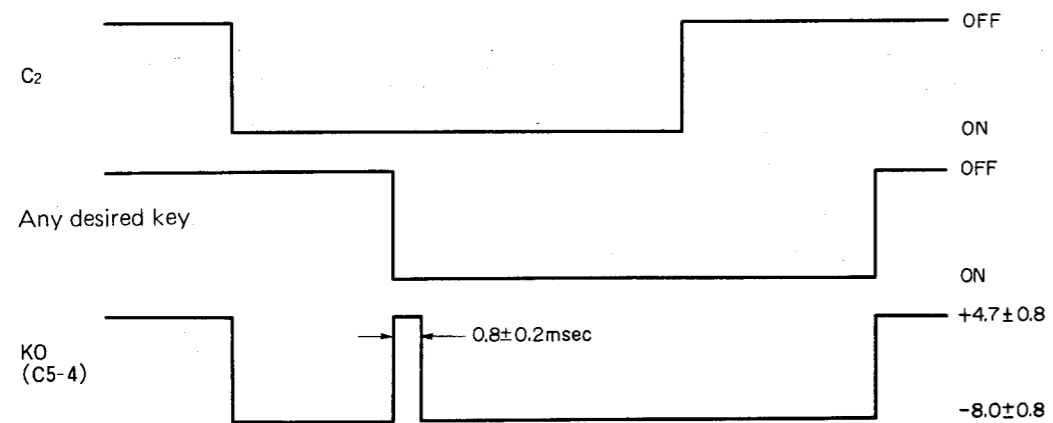 OFF
C₂
ON
OFF
Any desired key
ON
+4.7±0.8
0.8±0.2msec
KO
(C5-4)
-8.0±0.8